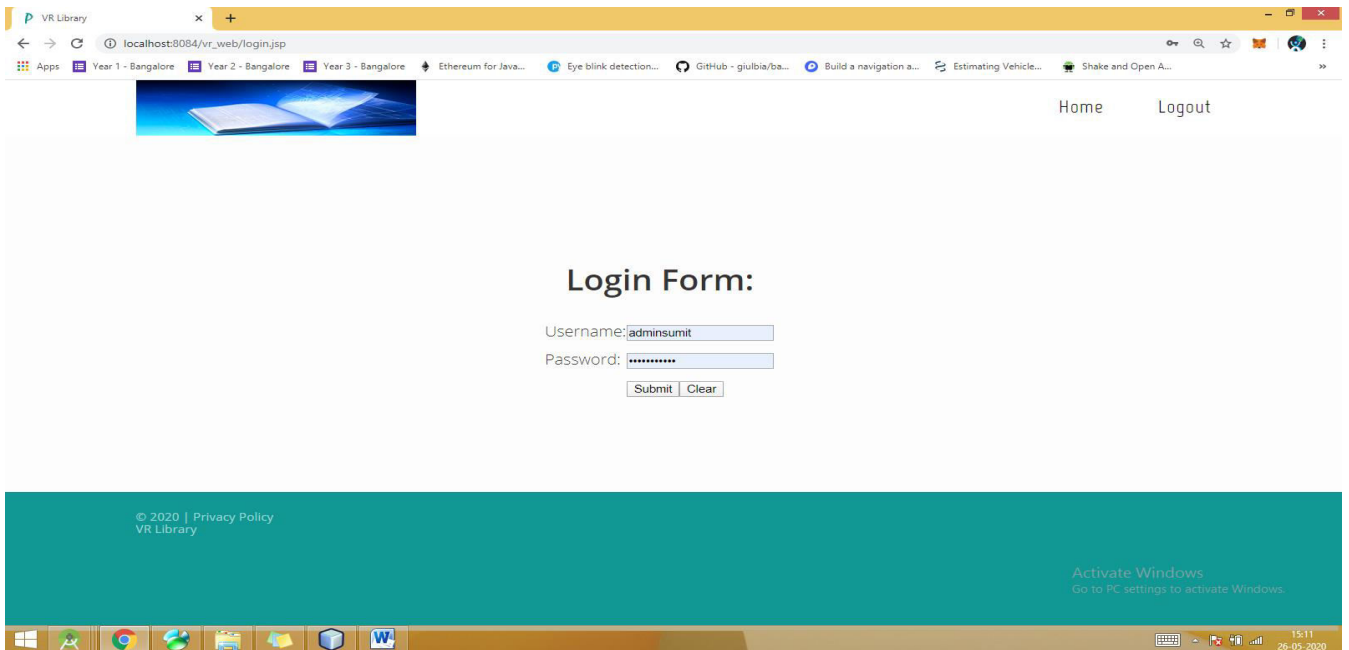 VR Library
localhost:8084/vr_web/login.jsp
Apps Year 1 - Bangalore Year 2 - Bangalore Year 3 - Bangalore Ethereum for Java... Eye blink detection... GitHub - giulbia/ba... Build a navigation a... Estimating Vehicle... Shake and Open A... »
Home Logout
Login Form:
Username: adminsumit
Password: •••••••••••
Submit Clear
© 2020 | Privacy Policy
VR Library
Activate Windows
Go to PC settings to activate Windows.
15:11
26-05-2020